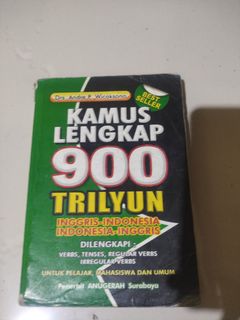 Drs. Andre P. Wicaksono
BEST
SELLER
KAMUS
LENGKAP
900
TRILYUN
INGGRIS-INDONESIA
INDONESIA-INGGRIS
DILENGKAPI :
VERBS, TENSES, REGULAR VERBS
IRREGULAR VERBS
UNTUK PELAJAR, MAHASISWA DAN UMUM
Penerbit ANUGERAH Surabaya